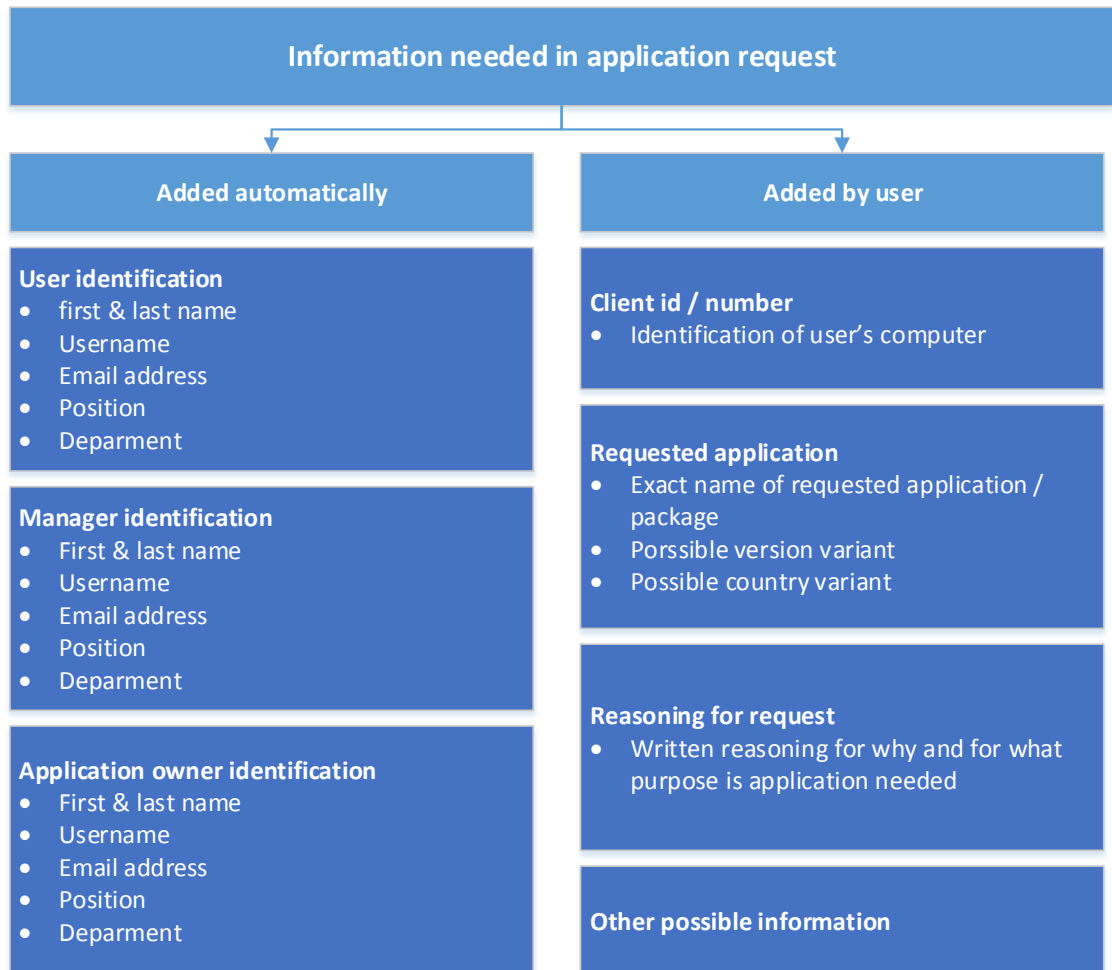 Information needed in application request
Added automatically
User identification
• first & last name
• Username
• Email address
• Position
• Deparment
Manager identification
• First & last name
• Username
• Email address
• Position
• Deparment
Application owner identification
• First & last name
• Username
• Email address
• Position
• Deparment
Added by user
Client id / number
• Identification of user’s computer
Requested application
• Exact name of requested application /
package
• Porssible version variant
• Possible country variant
Reasoning for request
• Written reasoning for why and for what
purpose is application needed
Other possible information